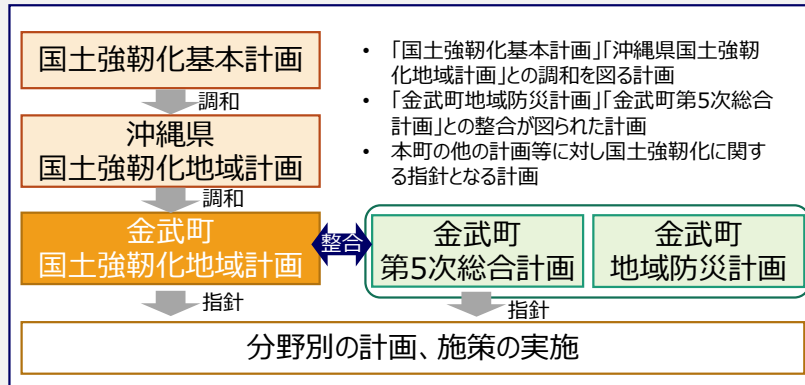 国土強靭化基本計画
調和
沖縄県
国土強靭化地域計画
調和
金武町
国土強靭化地域計画
整合
金武町
第5次総合計画
金武町
地域防災計画
指針
指針
分野別の計画、施策の実施
• 「国土強靭化基本計画」「沖縄県国土強靭
化地域計画」との調和を図る計画
• 「金武町地域防災計画」「金武町第5次総合
計画」との整合が図られた計画
• 本町の他の計画等に対し国土強靭化に関す
る指針となる計画